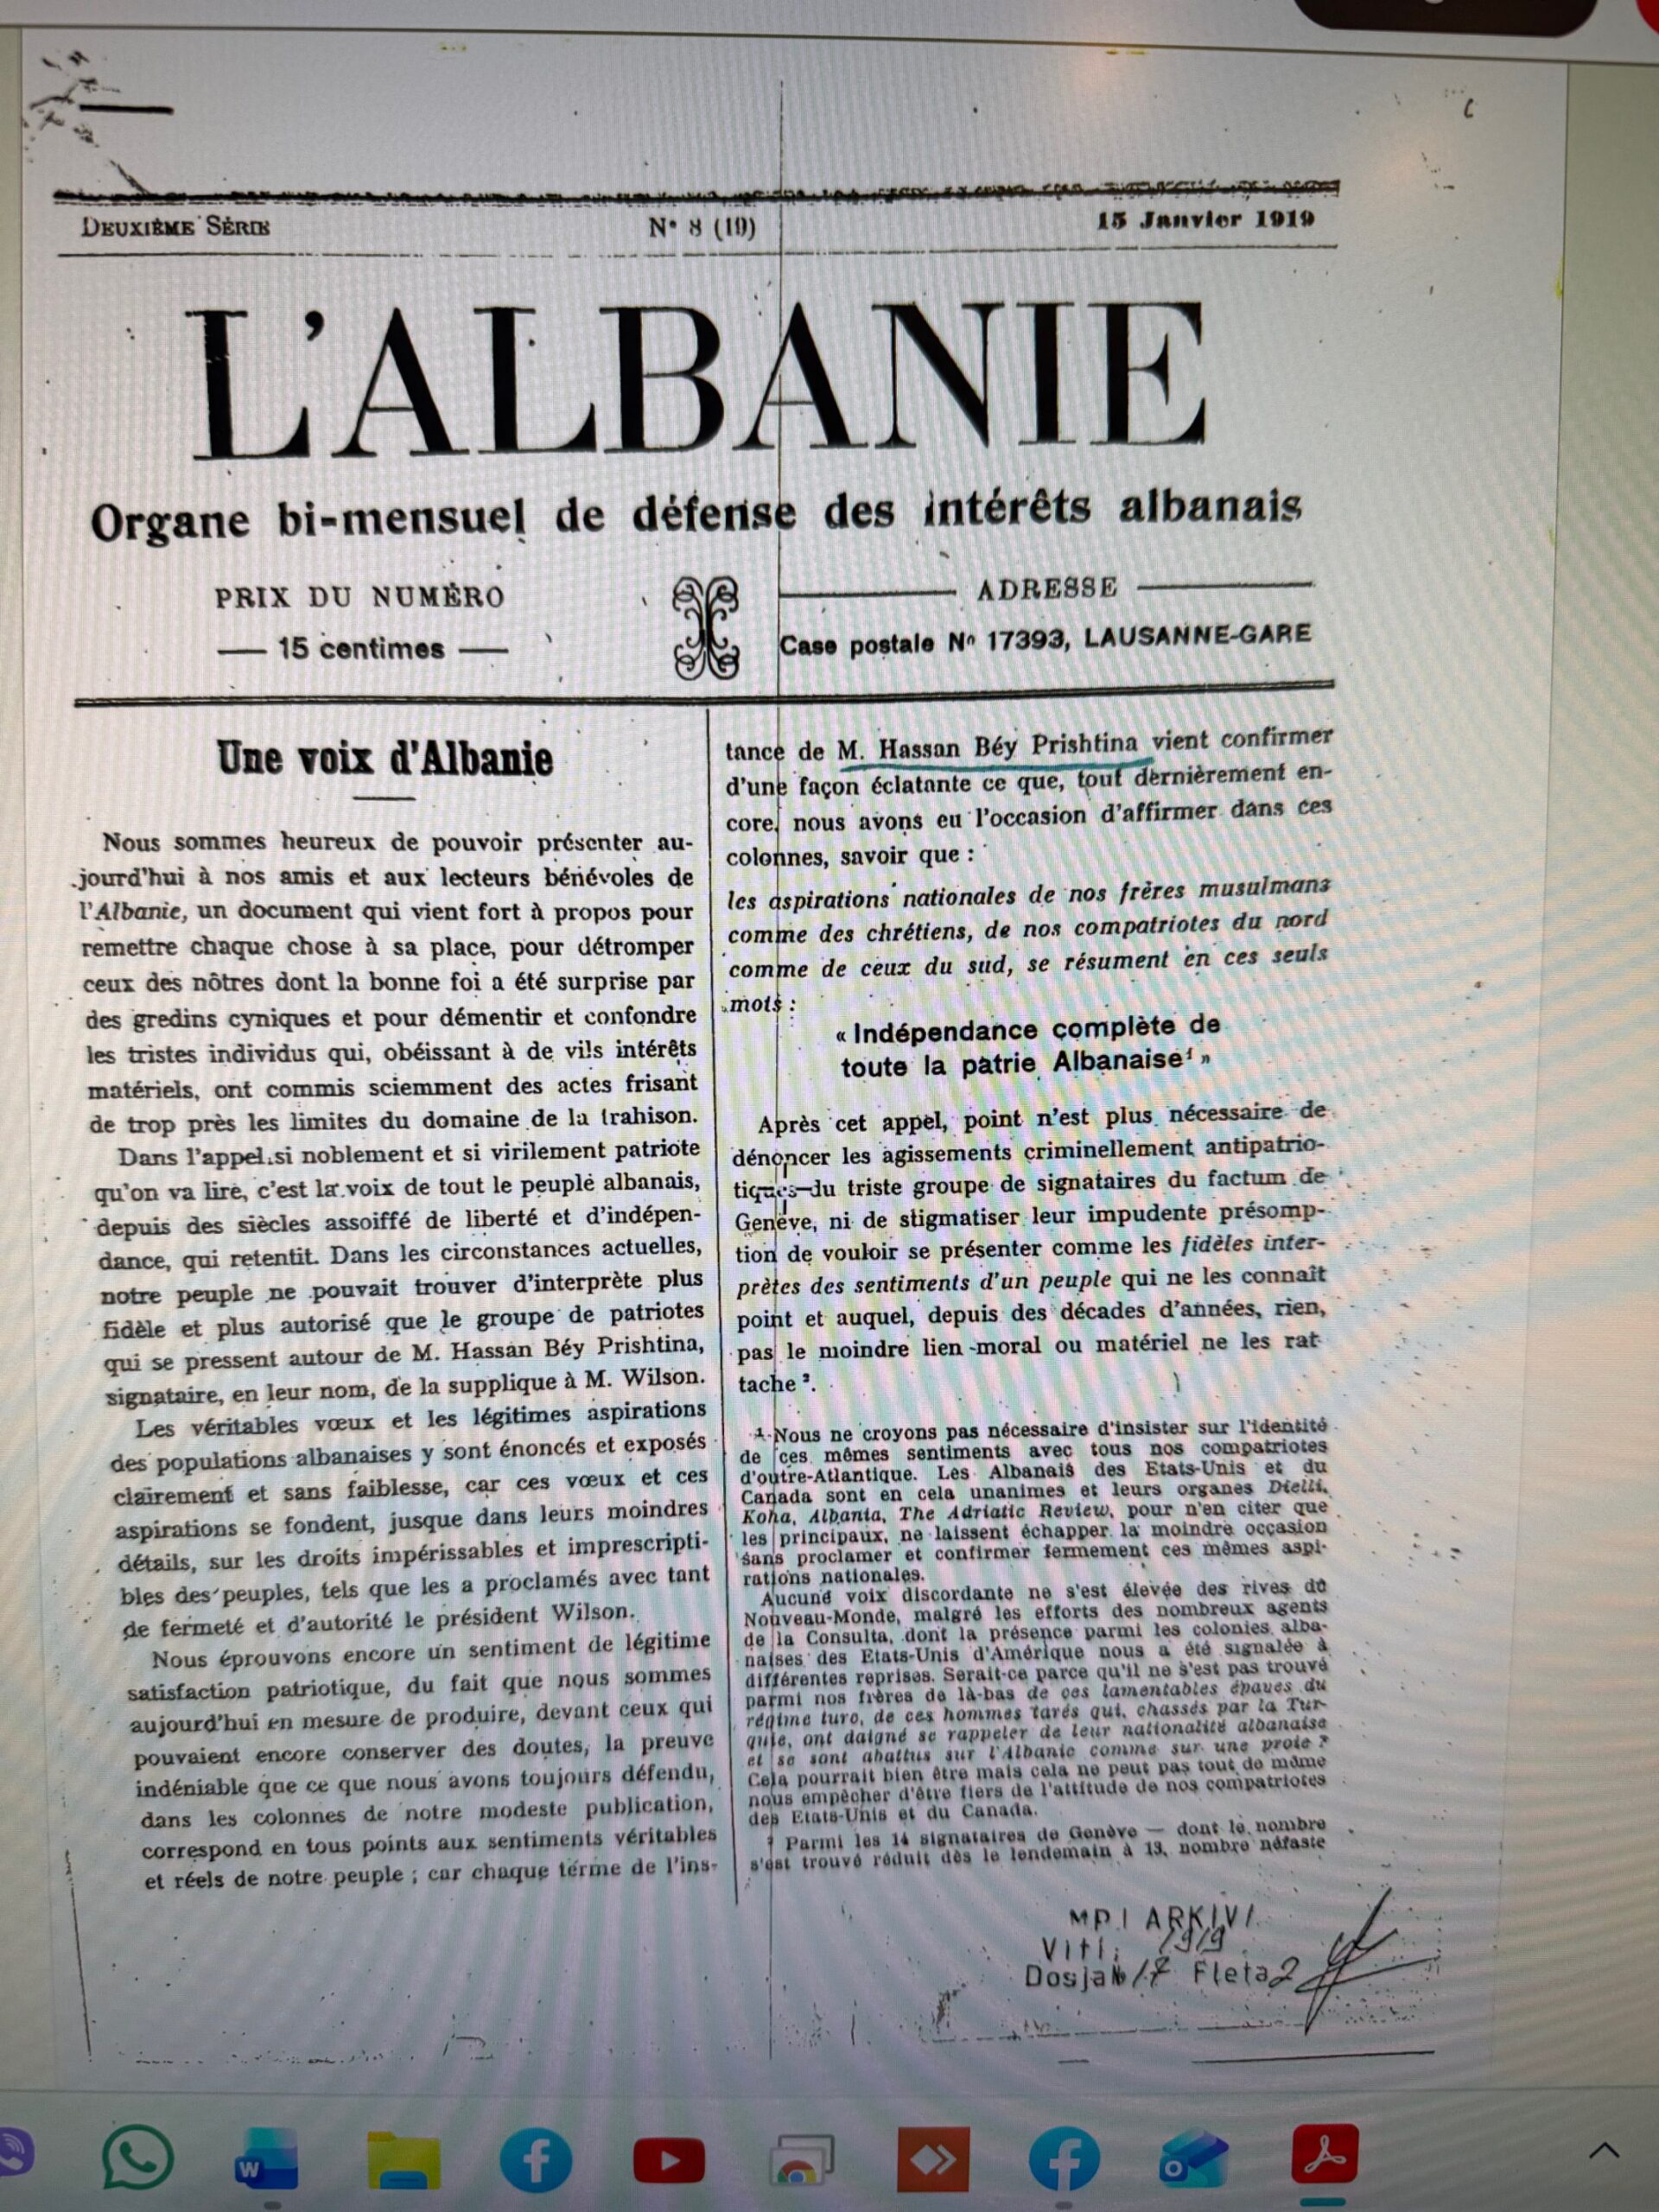 DEUXIÈME SÉRIE
N° 8 (19)
15 Janvier 1919
L'ALBANIE
Organe bi-mensuel de défense des intérêts albanais
PRIX DU NUMÉRO
— 15 centimes —
ADRESSE
Case postale N° 17393, LAUSANNE-GARE
Une voix d'Albanie
Nous sommes heureux de pouvoir présenter au-
jourd'hui à nos amis et aux lecteurs bénévoles de
l'Albanie, un document qui vient fort à propos pour
remettre chaque chose à sa place, pour détromper
ceux des nôtres dont la bonne foi a été surprise par
des gredins cyniques et pour démentir et confondre
les tristes individus qui, obéissant à de vils intérêts
matériels, ont commis sciemment des actes frisant
de trop près les limites du domaine de la trahison.
Dans l'appel si noblement et si virilement patriote
qu'on va lire, c'est la voix de tout le peuple albanais,
depuis des siècles assoiffé de liberté et d'indépen-
dance, qui retentit. Dans les circonstances actuelles,
notre peuple ne pouvait trouver d'interprète plus
fidèle et plus autorisé que le groupe de patriotes
qui se pressent autour de M. Hassan Béy Prishtina,
signataire, en leur nom, de la supplique à M. Wilson.
Les véritables vœux et les légitimes aspirations
des populations albanaises y sont énoncés et exposés
clairement et sans faiblesse, car ces vœux et ces
aspirations se fondent, jusque dans leurs moindres
détails, sur les droits impérissables et imprescripti-
bles des peuples, tels que les a proclamés avec tant
de fermeté et d'autorité le président Wilson.
Nous éprouvons encore un sentiment de légitime
satisfaction patriotique, du fait que nous sommes
aujourd'hui en mesure de produire, devant ceux qui
pouvaient encore conserver des doutes, la preuve
indéniable que ce que nous avons toujours défendu,
dans les colonnes de notre modeste publication,
correspond en tous points aux sentiments véritables
et réels de notre peuple ; car chaque terme de l'ins-
tance de M. Hassan Béy Prishtina vient confirmer
d'une façon éclatante ce que, tout dernièrement en-
core, nous avons eu l'occasion d'affirmer dans ces
colonnes, savoir que :
les aspirations nationales de nos frères musulmans
comme des chrétiens, de nos compatriotes du nord
comme de ceux du sud, se résument en ces seuls
mots :
« Indépendance complète de
toute la patrie Albanaise¹ »
Après cet appel, point n'est plus nécessaire de
dénoncer les agissements criminellement antipatrio-
tiques du triste groupe de signataires du factum de
Genève, ni de stigmatiser leur impudente présomp-
tion de vouloir se présenter comme les fidèles inter-
prètes des sentiments d'un peuple qui ne les connaît
point et auquel, depuis des décades d'années, rien,
pas le moindre lien moral ou matériel ne les rat-
tache ².
¹ Nous ne croyons pas nécessaire d'insister sur l'identité
de ces mêmes sentiments avec tous nos compatriotes
d'outre-Atlantique. Les Albanais des Etats-Unis et du
Canada sont en cela unanimes et leurs organes Dielli,
Koha, Albania, The Adriatic Review, pour n'en citer que
les principaux, ne laissent échapper la moindre occasion
sans proclamer et confirmer fermement ces mêmes aspi-
rations nationales.
Aucune voix discordante ne s'est élevée des rives du
Nouveau-Monde, malgré les efforts des nombreux agents
de la Consulta, dont la présence parmi les colonies alba-
naises des Etats-Unis d'Amérique nous a été signalée à
différentes reprises. Serait-ce parce qu'il ne s'est pas trouvé
parmi nos frères de là-bas de ces lamentables épaves du
régime turc, de ces hommes tarés qui, chassés par la Tur-
quie, ont daigné se rappeler de leur nationalité albanaise
et se sont abattus sur l'Albanie comme sur une proie ?
Cela pourrait bien être mais cela ne peut pas tout de même
nous empêcher d'être fiers de l'attitude de nos compatriotes
des Etats-Unis et du Canada.
Parmi les 14 signataires de Genève — dont le nombre
s'est trouvé réduit dès le lendemain à 13, nombre néfaste
MPJ ARKIVI
Viti. 1919
Dosja 17 Fleta 2